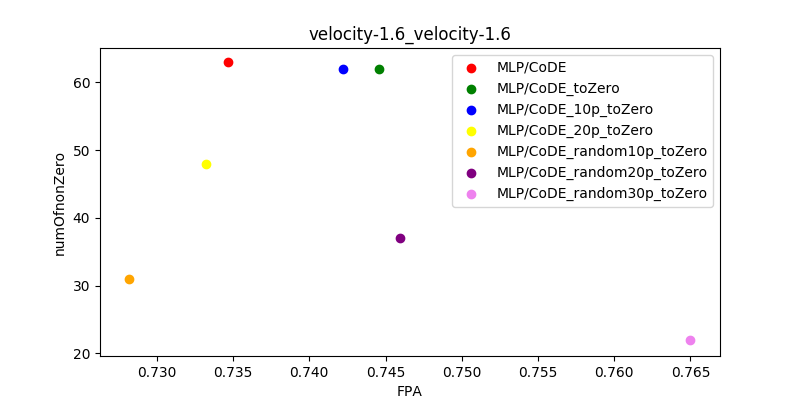 velocity-1.6_velocity-1.6
MLP/CoDE
MLP/CoDE_toZero
MLP/CoDE_10p_toZero
MLP/CoDE_20p_toZero
MLP/CoDE_random10p_toZero
MLP/CoDE_random20p_toZero
MLP/CoDE_random30p_toZero
numOfnonZero
60
50
40
30
20
0.730 0.735 0.740 0.745 0.750 0.755 0.760 0.765
FPA